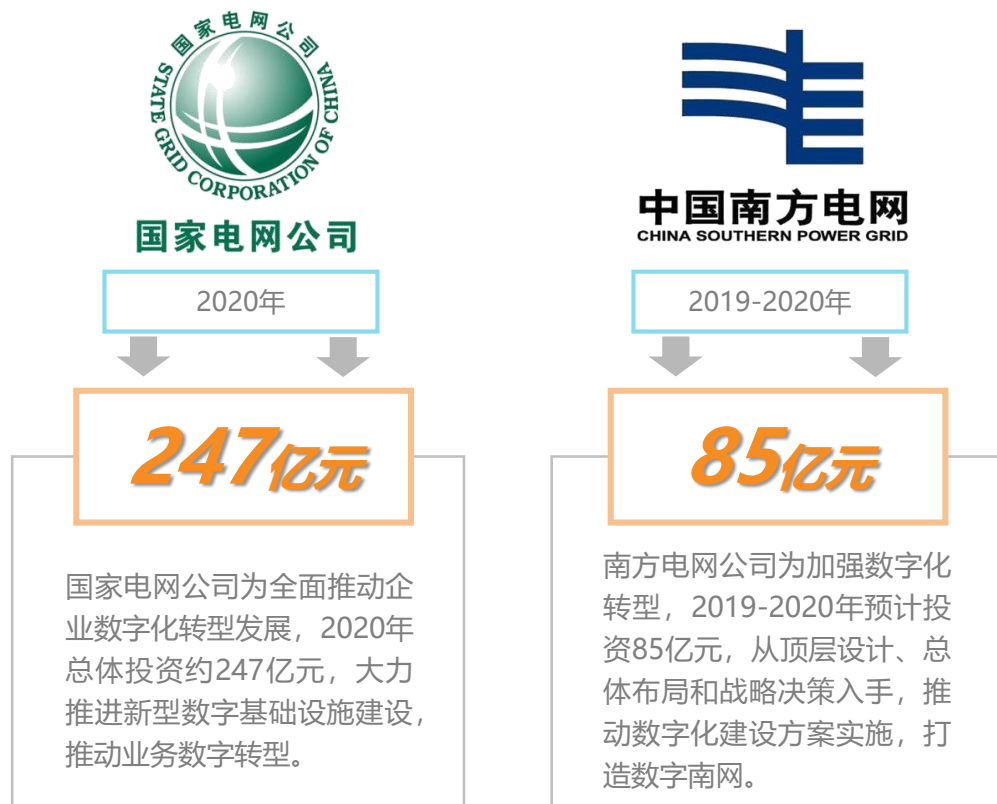 国家电网公司
STATE GRID CORPORATION OF CHINA
国家电网公司
2020年
247亿元
国家电网公司为全面推动企
业数字化转型发展，2020年
总体投资约247亿元，大力
推进新型数字基础设施建设，
推动业务数字转型。
中国南方电网
CHINA SOUTHERN POWER GRID
2019-2020年
85亿元
南方电网公司为加强数字化
转型，2019-2020年预计投
资85亿元，从顶层设计、总
体布局和战略决策入手，推
动数字化建设方案实施，打
造数字南网。